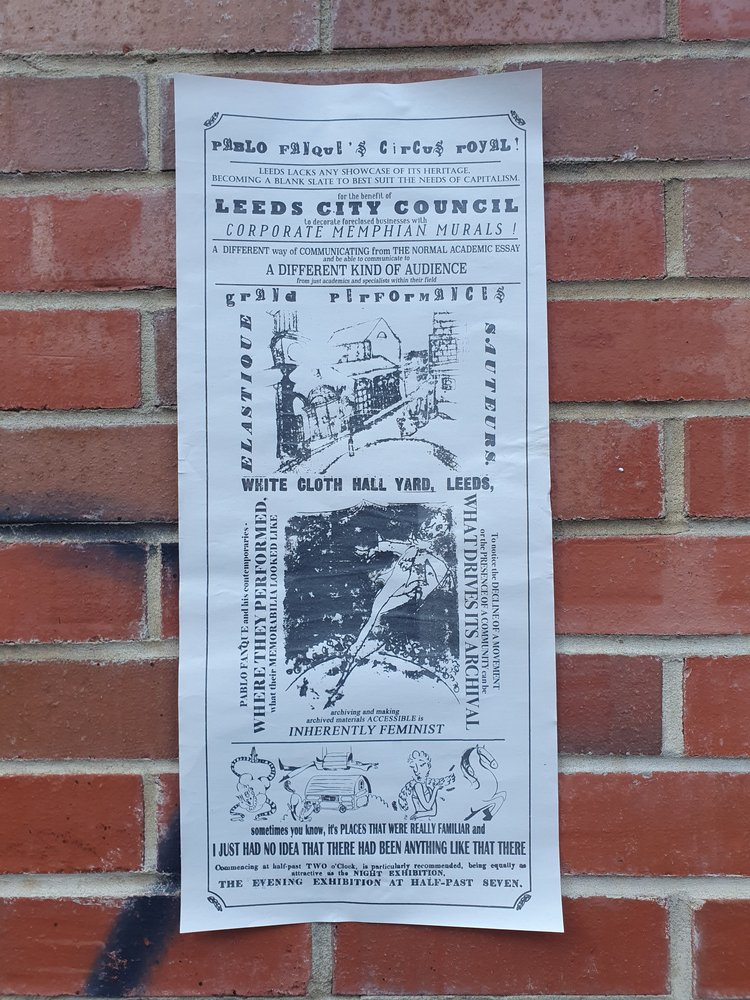 PABLO FANQUE'S CIRCUS ROYAL!
LEEDS LACKS ANY SHOWCASE OF ITS HERITAGE.
BECOMING A BLANK SLATE TO BEST SUIT THE NEEDS OF CAPITALISM.
for the benefit of
LEEDS CITY COUNCIL
to decorate foreclosed businesses with
CORPORATE MEMPHIAN MURALS !
A DIFFERENT way of COMMUNICATING from THE NORMAL ACADEMIC ESSAY
and be able to communicate to
A DIFFERENT KIND OF AUDIENCE
from just academics and specialists within their field
GRAND PERFORMANCES
ELASTIQUE
SAUTEURS.
WHITE CLOTH HALL YARD, LEEDS,
PABLO FANQUE and his contemporaries -
WHERE THEY PERFORMED,
what their MEMORABILIA LOOKED LIKE
To notice the DECLINE OF A MOVEMENT
or the PRESENCE OF A COMMUNITY can be
WHAT DRIVES ITS ARCHIVAL
archiving and making
archived materials ACCESSIBLE is
INHERENTLY FEMINIST
sometimes you know, it's PLACES THAT WERE REALLY FAMILIAR and
I JUST HAD NO IDEA THAT THERE HAD BEEN ANYTHING LIKE THAT THERE
Commencing at half-past TWO o'Clock, is particularly recommended, being equally as
attractive as the NIGHT EXHIBITION,
THE EVENING EXHIBITION AT HALF-PAST SEVEN.